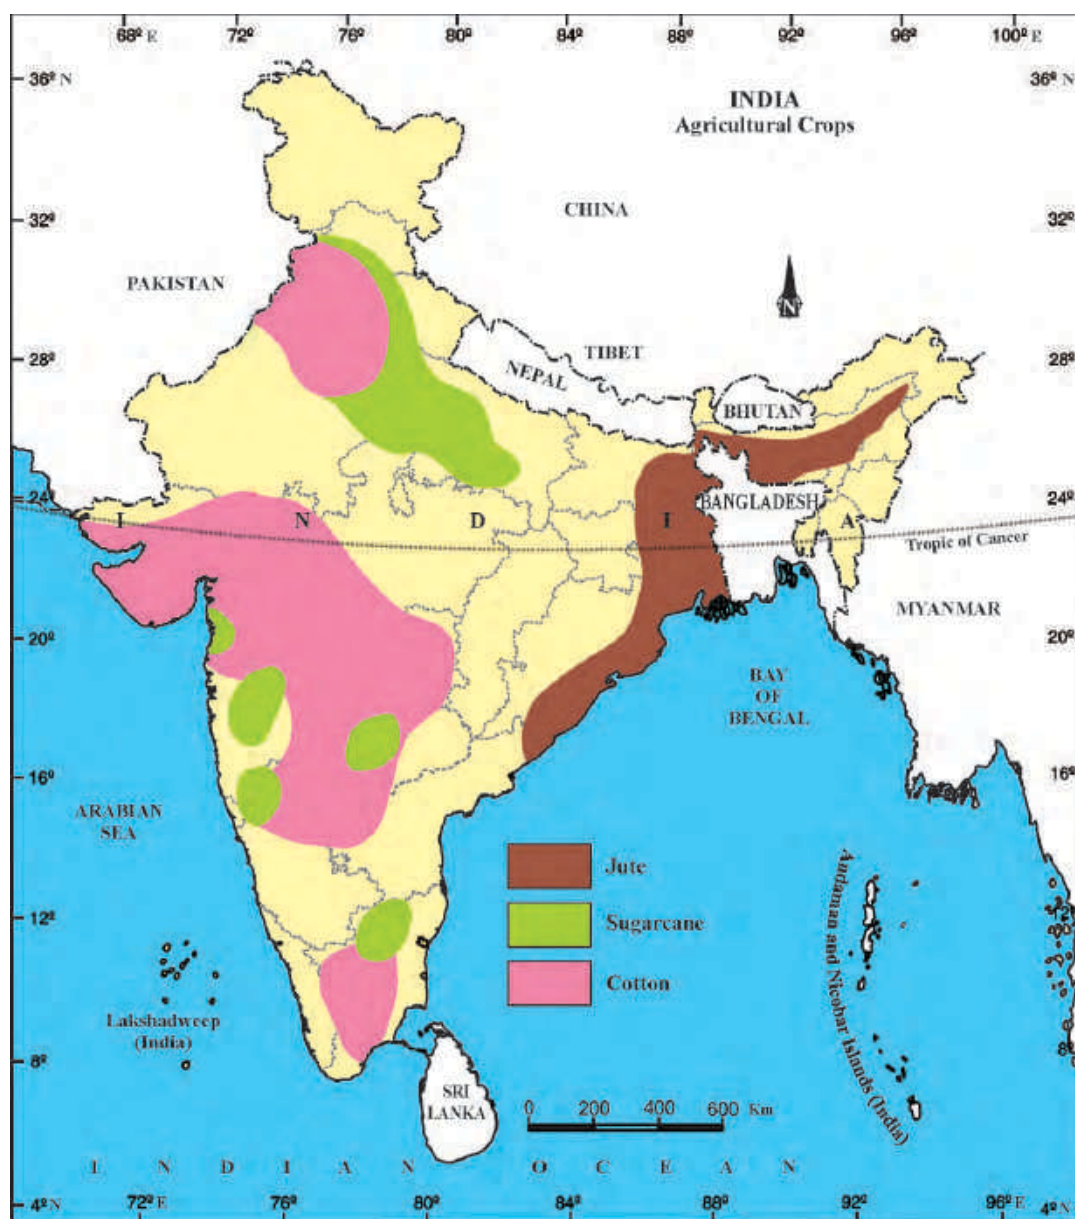 68º E 72º 76º 80º 84º 88º 92º 96º 100º E
36º N
36º N
INDIA
Agricultural Crops
CHINA
32º
32º
PAKISTAN
N
TIBET
28º
28º
NEPAL
BHUTAN
24º
24º
BANGLADESH
I N D I A
Tropic of Cancer
MYANMAR
20º
20º
BAY
OF
BENGAL
16º
16º
ARABIAN
SEA
Jute
Sugarcane
Cotton
12º
12º
Andaman and Nicobar Islands (India)
Lakshadweep
(India)
8º
8º
SRI
LANKA
0 200 400 600 Km
I N D I A N O C E A N
4º N
4º N
72º E 76º 80º 84º 88º 92º 96º E